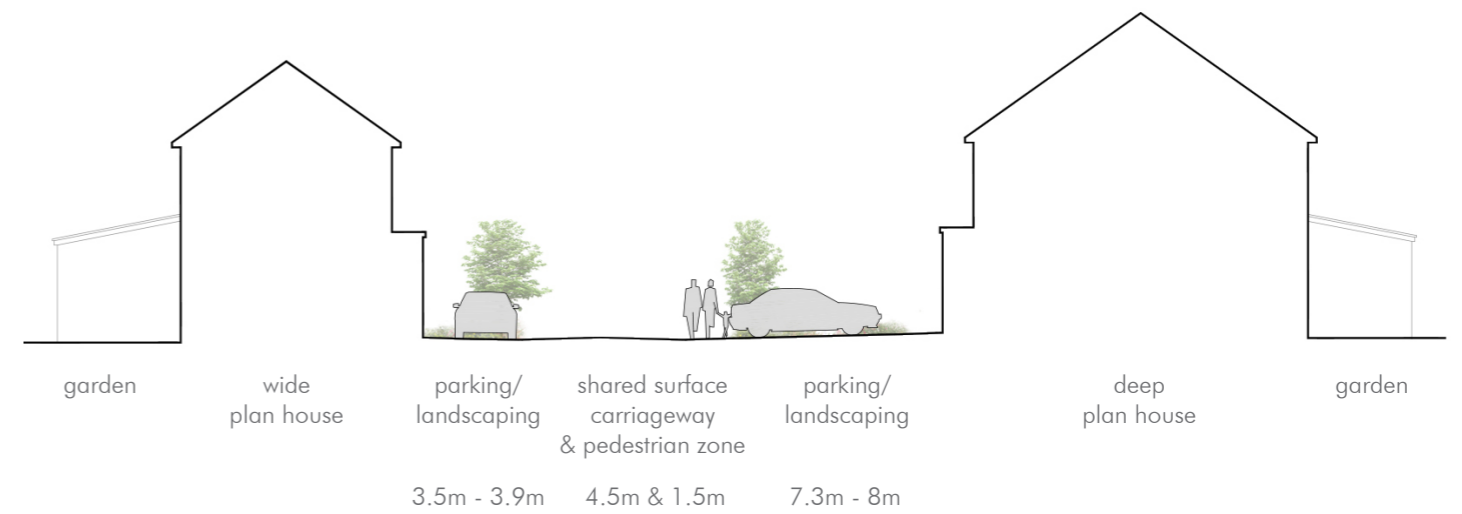 garden
wide
plan house
parking/
landscaping
shared surface
carriageway
& pedestrian zone
parking/
landscaping
deep
plan house
garden
3.5m - 3.9m
4.5m & 1.5m
7.3m - 8m